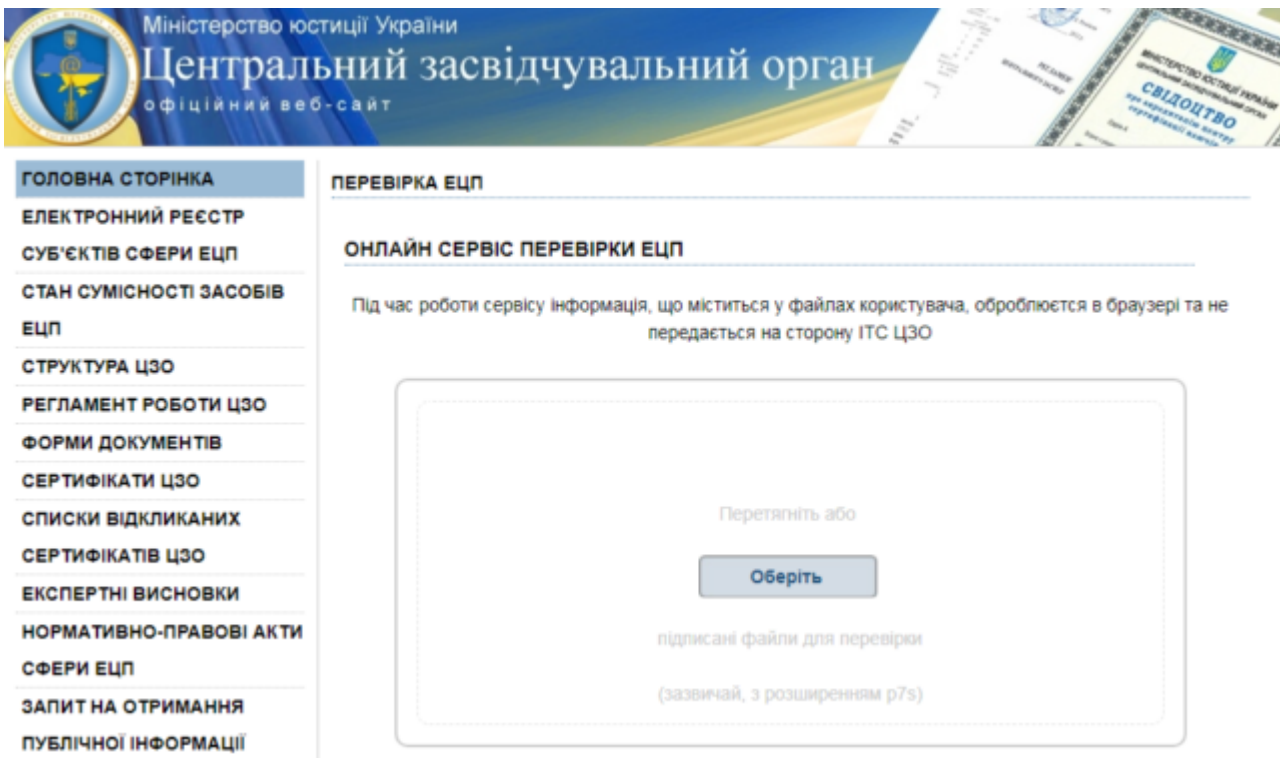 Міністерство юстиції України
Центральний засвідчувальний орган
офіційний веб-сайт
СВІДОЦТВО
ГОЛОВНА СТОРІНКА
ЕЛЕКТРОННИЙ РЕЄСТР
СУБ'ЄКТІВ СФЕРИ ЕЦП
СТАН СУМІСНОСТІ ЗАСОБІВ
ЕЦП
СТРУКТУРА ЦЗО
РЕГЛАМЕНТ РОБОТИ ЦЗО
ФОРМИ ДОКУМЕНТІВ
СЕРТИФІКАТИ ЦЗО
СПИСКИ ВІДКЛИКАНИХ
СЕРТИФІКАТІВ ЦЗО
ЕКСПЕРТНІ ВИСНОВКИ
НОРМАТИВНО-ПРАВОВІ АКТИ
СФЕРИ ЕЦП
ЗАПИТ НА ОТРИМАННЯ
ПУБЛІЧНОЇ ІНФОРМАЦІЇ
ПЕРЕВІРКА ЕЦП
ОНЛАЙН СЕРВІС ПЕРЕВІРКИ ЕЦП
Під час роботи сервісу інформація, що міститься у файлах користувача, оброблюєтся в браузері та не
передається на сторону ІТС ЦЗО
Перетягніть або
Оберіть
підписані файли для перевірки
(зазвичай, з розширенням p7s)